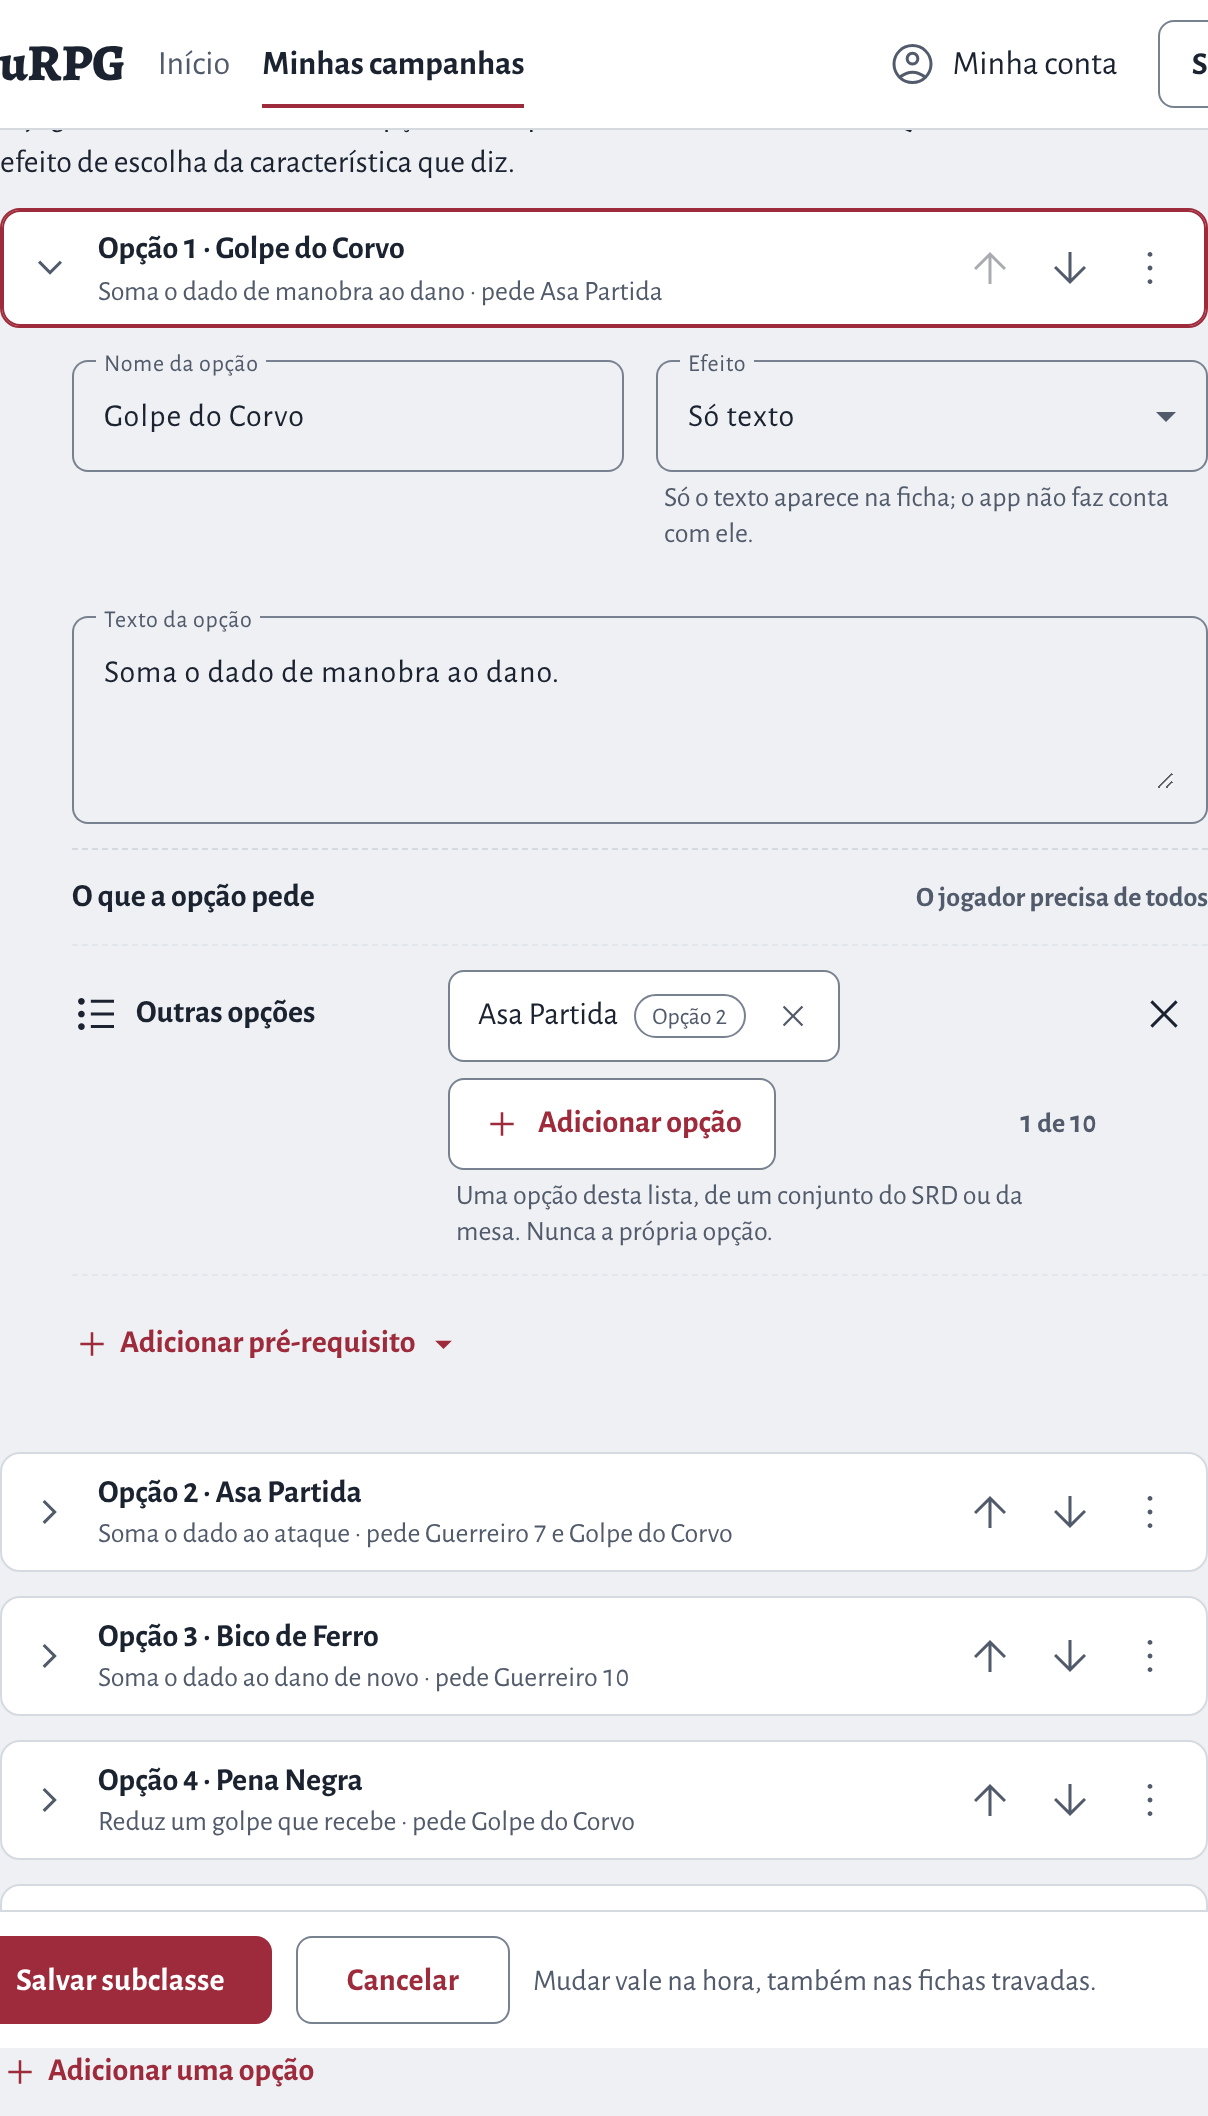 uRPG Início Minhas campanhas Minha conta S
efeito de escolha da característica que diz.
Opção 1 · Golpe do Corvo
Soma o dado de manobra ao dano · pede Asa Partida
Nome da opção
Golpe do Corvo
Efeito
Só texto
Só o texto aparece na ficha; o app não faz conta
com ele.
Texto da opção
Soma o dado de manobra ao dano.
O que a opção pede
O jogador precisa de todos
Outras opções
Asa Partida Opção 2
Adicionar opção
1 de 10
Uma opção desta lista, de um conjunto do SRD ou da
mesa. Nunca a própria opção.
Adicionar pré-requisito
Opção 2 · Asa Partida
Soma o dado ao ataque · pede Guerreiro 7 e Golpe do Corvo
Opção 3 · Bico de Ferro
Soma o dado ao dano de novo · pede Guerreiro 10
Opção 4 · Pena Negra
Reduz um golpe que recebe · pede Golpe do Corvo
Salvar subclasse Cancelar Mudar vale na hora, também nas fichas travadas.
Adicionar uma opção